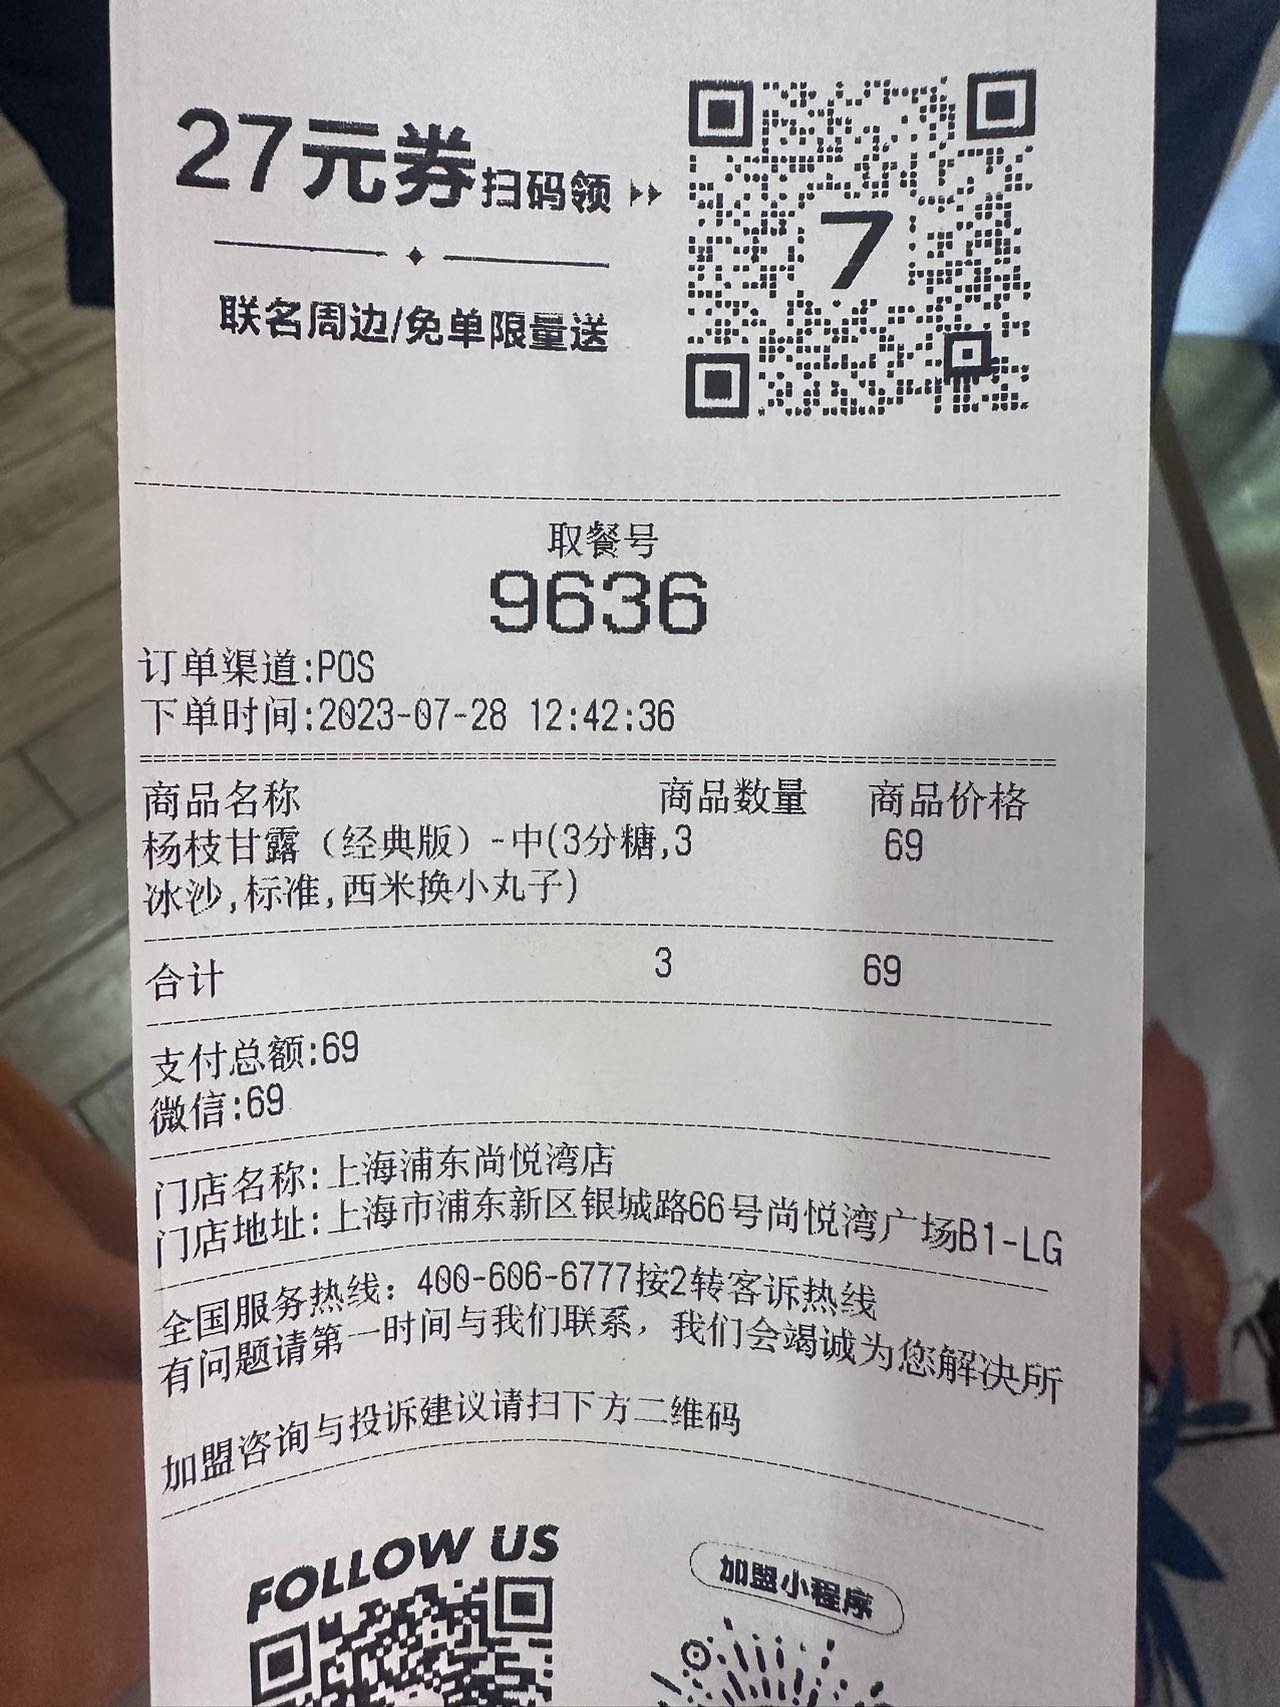 27元券扫码领
联名周边/免单限量送
7
取餐号
9636
订单渠道:POS
下单时间:2023-07-28 12:42:36
商品名称 商品数量 商品价格
杨枝甘露（经典版）-中(3分糖,3 69
冰沙,标准,西米换小丸子)
合计 3 69
支付总额:69
微信:69
门店名称:上海浦东尚悦湾店
门店地址:上海市浦东新区银城路66号尚悦湾广场B1-LG
全国服务热线：400-606-6777按2转客诉热线
有问题请第一时间与我们联系，我们会竭诚为您解决所
加盟咨询与投诉建议请扫下方二维码
FOLLOW US
加盟小程序